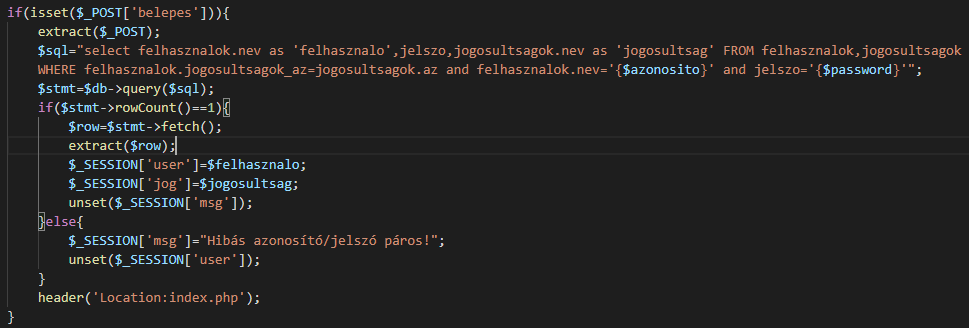 if(isset($_POST['belepes'])){
extract($_POST);
$sql="select felhasznalok.nev as 'felhasznalo',jelszo,jogosultsagok.nev as 'jogosultsag' FROM felhasznalok,jogosultsagok
WHERE felhasznalok.jogosultsagok_az=jogosultsagok.az and felhasznalok.nev='{$azonosito}' and jelszo='{$password}'";
$stmt=$db->query($sql);
if($stmt->rowCount()==1){
$row=$stmt->fetch();
extract($row);
$_SESSION['user']=$felhasznalo;
$_SESSION['jog']=$jogosultsag;
unset($_SESSION['msg']);
}else{
$_SESSION['msg']="Hibás azonosító/jelszó páros!";
unset($_SESSION['user']);
}
header('Location:index.php');
}